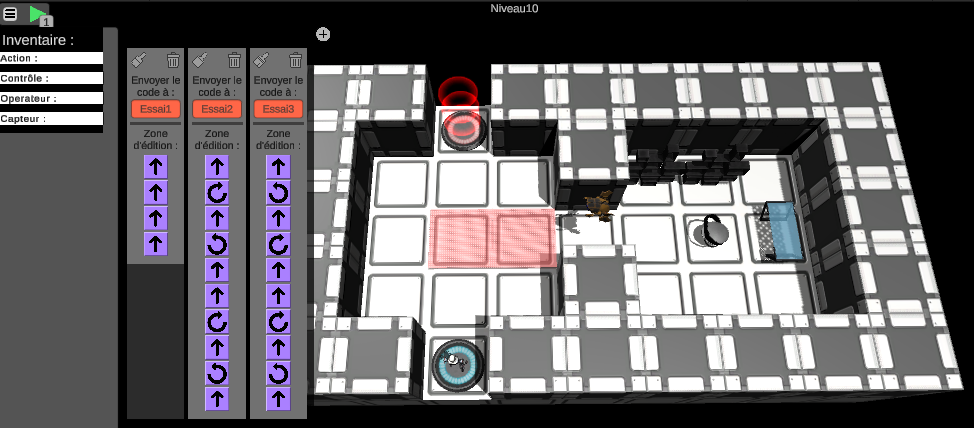 Niveau10
1
Inventaire :
Action :
Contrôle :
Operateur :
Capteur :
Envoyer le
code à :
Essai1
Zone
d'édition :
Envoyer le
code à :
Essai2
Zone
d'édition :
Envoyer le
code à :
Essai3
Zone
d'édition :